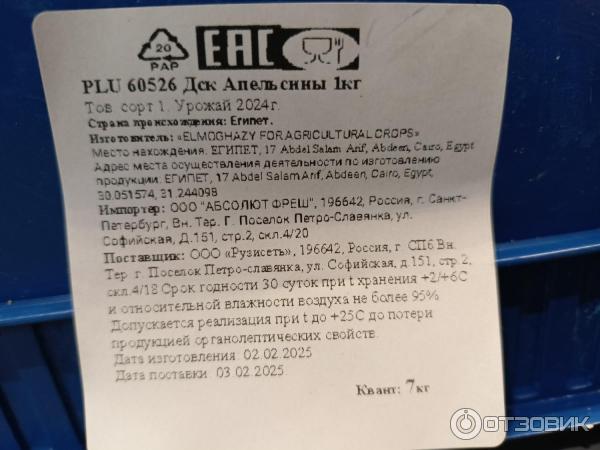 20
PAP
EAC
PLU 60526 Дск Апельсины 1кг
Тов. сорт 1. Урожай 2024г.
Страна происхождения: Египет.
Изготовитель: «ELMOGHAZY FOR AGRICULTURAL CROPS»
Место нахождения: ЕГИПЕТ, 17 Abdel Salam Arif, Abdeen, Cairo, Egypt
Адрес места осуществления деятельности по изготовлению
продукции: ЕГИПЕТ, 17 Abdel Salam Arif, Abdeen, Cairo, Egypt,
30.051574, 31.244098
Импортер: ООО "АБСОЛЮТ ФРЕШ", 196642, Россия, г. Санкт-
Петербург, Вн. Тер. Г. Поселок Петро-Славянка, ул.
Софийская, Д.151, стр.2, скл.4/20
Поставщик: ООО «Рузисеть», 196642, Россия, г. СПб Вн.
Тер. г. Поселок Петро-славянка, ул. Софийская, д.151, стр.2,
скл.4/18 Срок годности 30 суток при t хранения +2/+6С
и относительной влажности воздуха не более 95%.
Допускается реализация при t до +25С до потери
продукцией органолептических свойств.
Дата изготовления: 02.02.2025
Дата поставки: 03.02.2025
Квант: 7кг
ОТЗОВИК